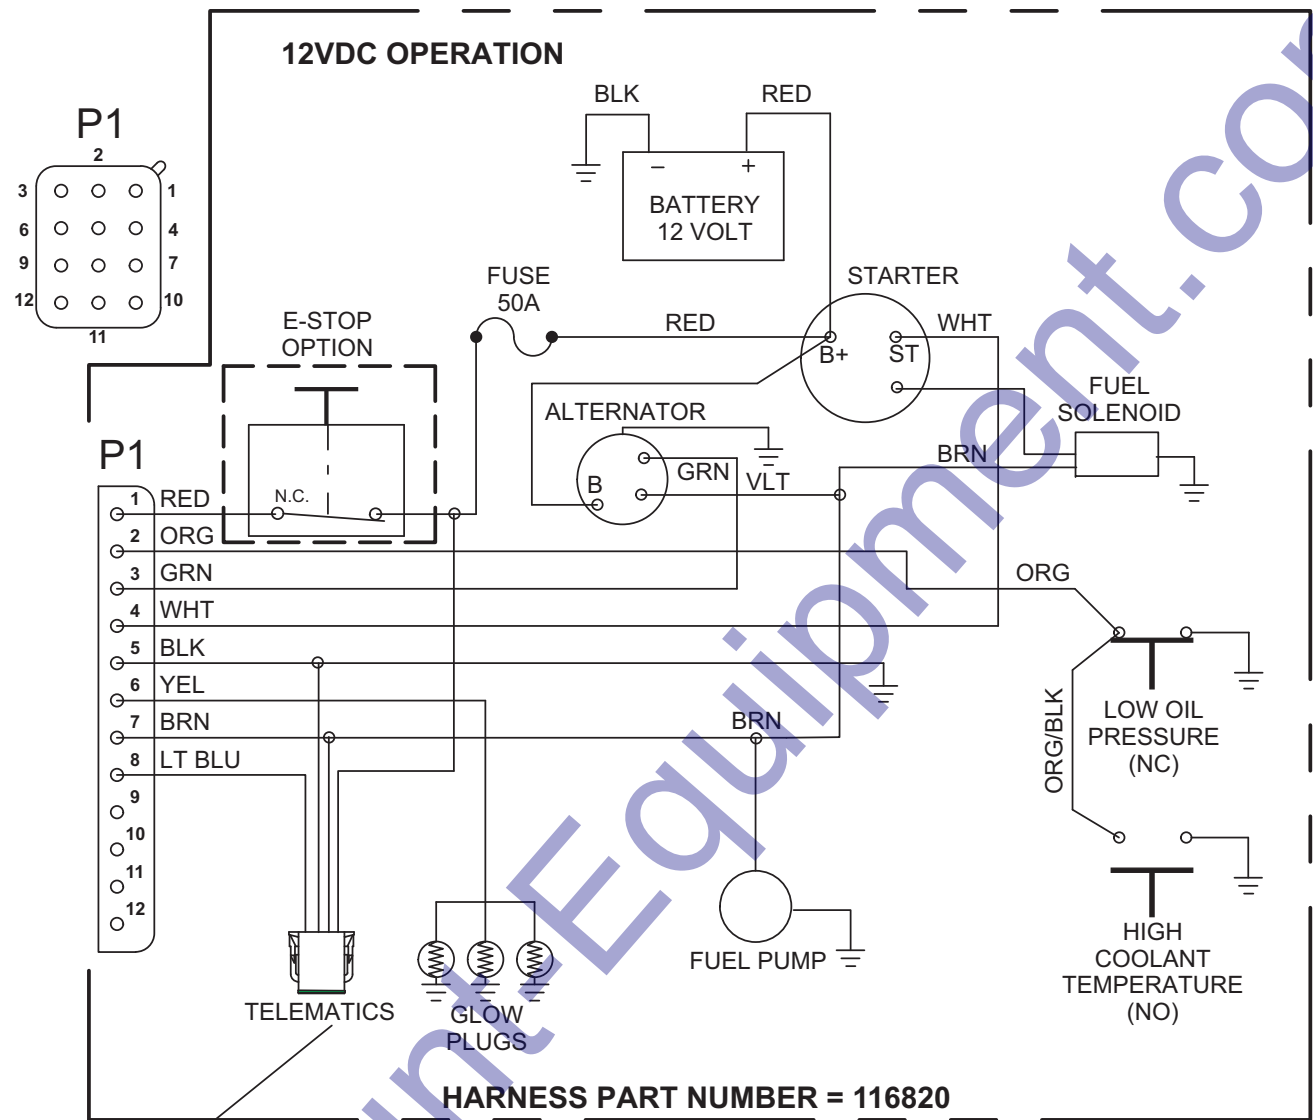 12VDC OPERATION
P1
2
3
1
6
4
9
7
12
10
11
BLK
RED
−
+
BATTERY
12 VOLT
FUSE
50A
STARTER
RED
B+
ST
WHT
E-STOP
OPTION
N.C.
ALTERNATOR
B
GRN
VLT
BRN
FUEL
SOLENOID
P1
1 RED
2 ORG
3 GRN
4 WHT
5 BLK
6 YEL
7 BRN
8 LT BLU
9
10
11
12
ORG
ORG/BLK
LOW OIL
PRESSURE
(NC)
BRN
FUEL PUMP
HIGH
COOLANT
TEMPERATURE
(NO)
TELEMATICS
GLOW
PLUGS
HARNESS PART NUMBER = 116820
nt-Equipment.co